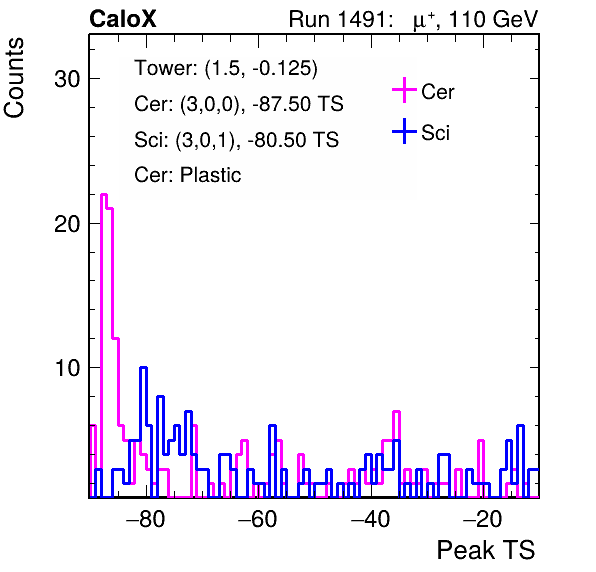 CaloX Run 1491: μ⁺, 110 GeV
Counts
Tower: (1.5, -0.125)
Cer: (3,0,0), -87.50 TS
Sci: (3,0,1), -80.50 TS
Cer: Plastic
Cer
Sci
30
20
10
−80 −60 −40 −20
Peak TS